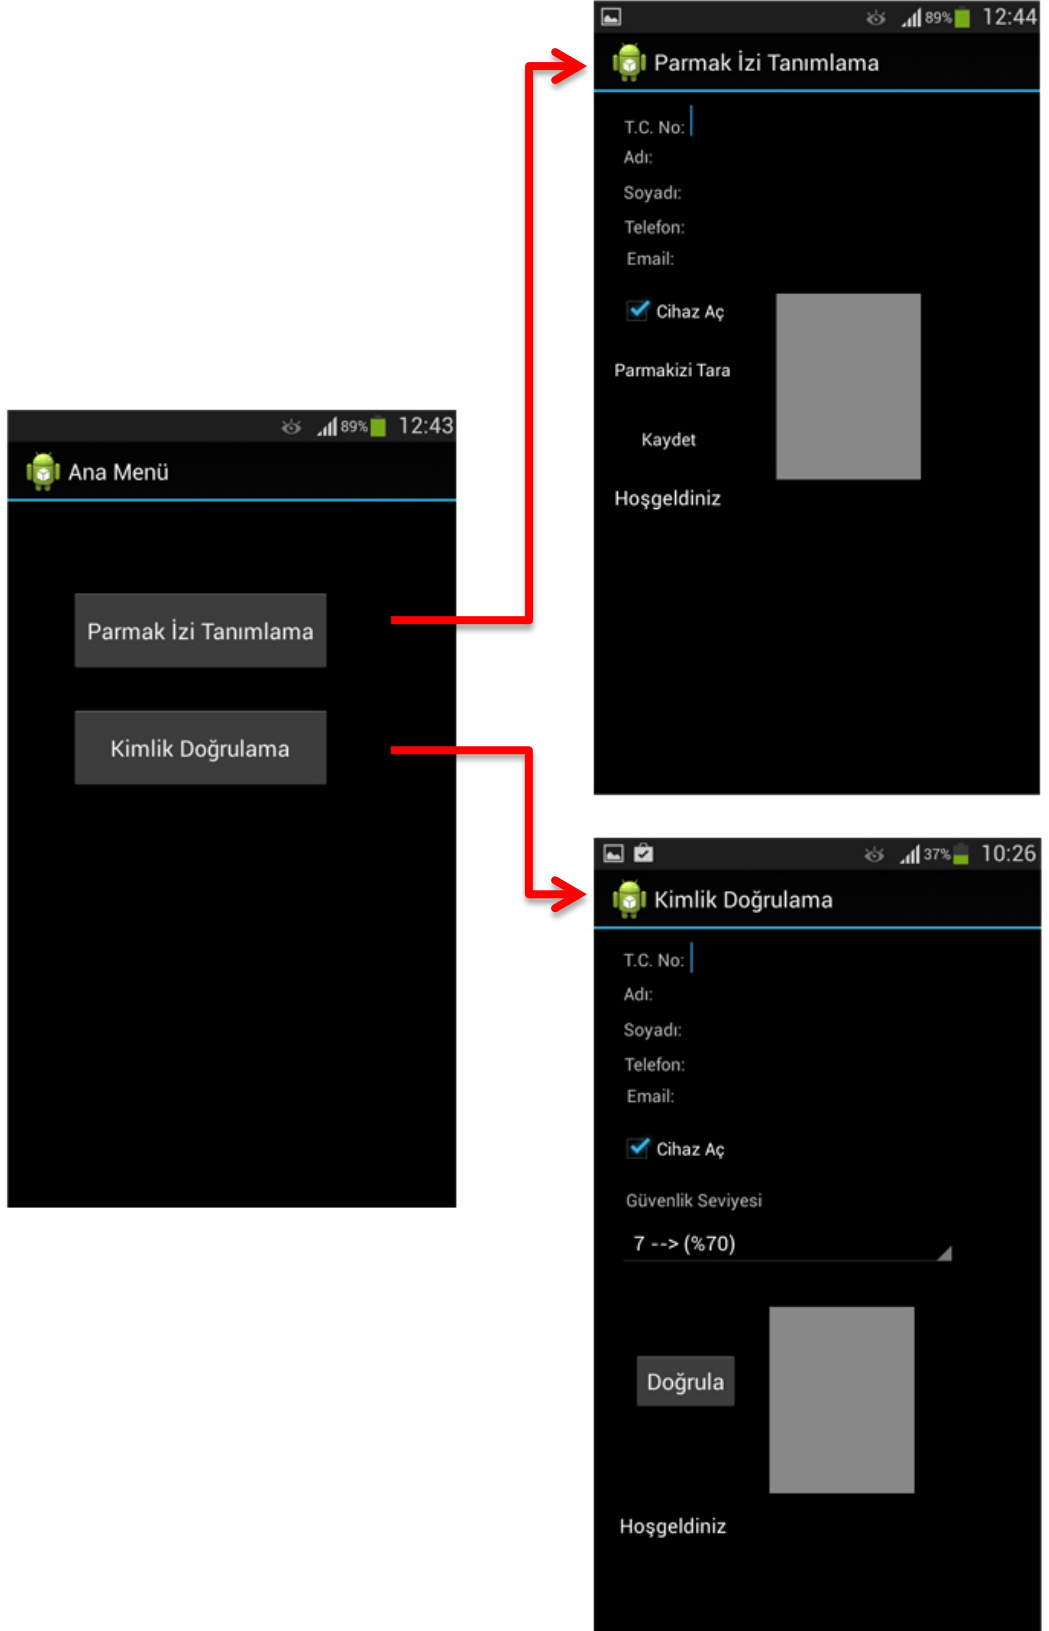 89% 12:43
Ana Menü
Parmak İzi Tanımlama
Kimlik Doğrulama
89% 12:44
Parmak İzi Tanımlama
T.C. No:
Adı:
Soyadı:
Telefon:
Email:
Cihaz Aç
Parmakizi Tara
Kaydet
Hoşgeldiniz
37% 10:26
Kimlik Doğrulama
T.C. No:
Adı:
Soyadı:
Telefon:
Email:
Cihaz Aç
Güvenlik Seviyesi
7 --> (%70)
Doğrula
Hoşgeldiniz